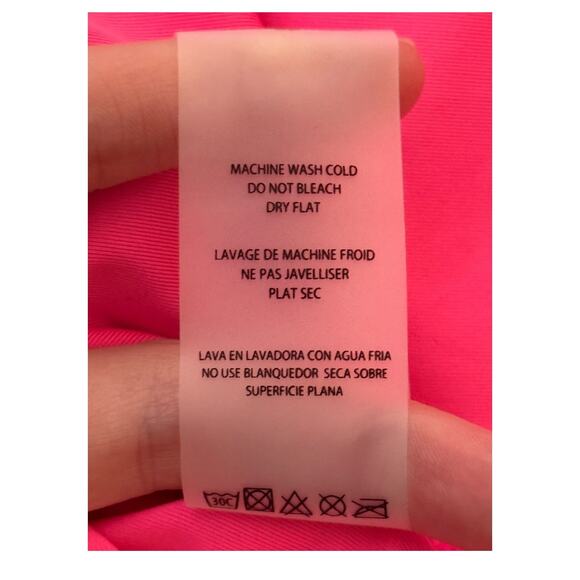 MACHINE WASH COLD
DO NOT BLEACH
DRY FLAT
LAVAGE DE MACHINE FROID
NE PAS JAVELLISER
PLAT SEC
LAVA EN LAVADORA CON AGUA FRIA
NO USE BLANQUEDOR SECA SOBRE
SUPERFICIE PLANA
30C